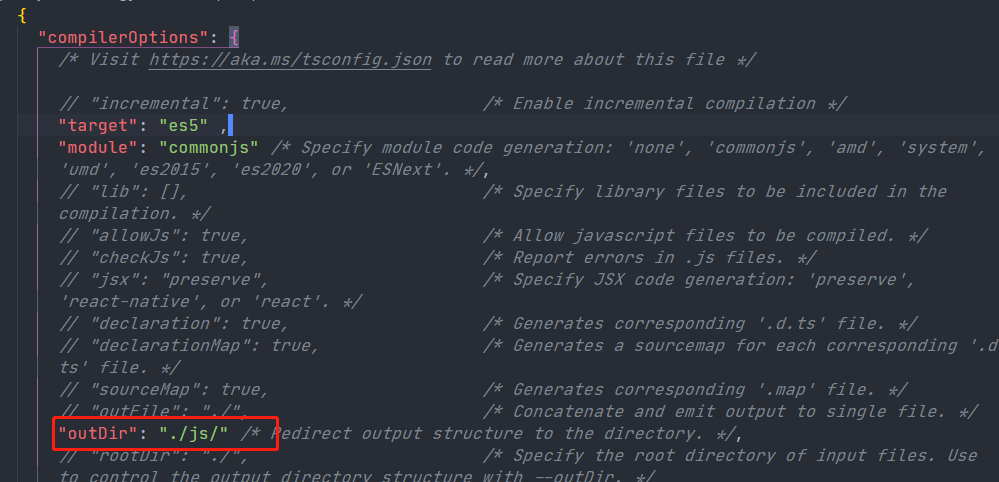 {
"compilerOptions": {
/* Visit https://aka.ms/tsconfig.json to read more about this file */
// "incremental": true, /* Enable incremental compilation */
"target": "es5" ,
"module": "commonjs" /* Specify module code generation: 'none', 'commonjs', 'amd', 'system',
'umd', 'es2015', 'es2020', or 'ESNext'. */,
// "lib": [], /* Specify library files to be included in the
compilation. */
// "allowJs": true, /* Allow javascript files to be compiled. */
// "checkJs": true, /* Report errors in .js files. */
// "jsx": "preserve", /* Specify JSX code generation: 'preserve',
'react-native', or 'react'. */
// "declaration": true, /* Generates corresponding '.d.ts' file. */
// "declarationMap": true, /* Generates a sourcemap for each corresponding '.d
ts' file. */
// "sourceMap": true, /* Generates corresponding '.map' file. */
// "outFile": "./", /* Concatenate and emit output to single file. */
"outDir": "./js/" /* Redirect output structure to the directory. */,
// "rootDir": "./", /* Specify the root directory of input files. Use
to control the output directory structure with --outDir. */